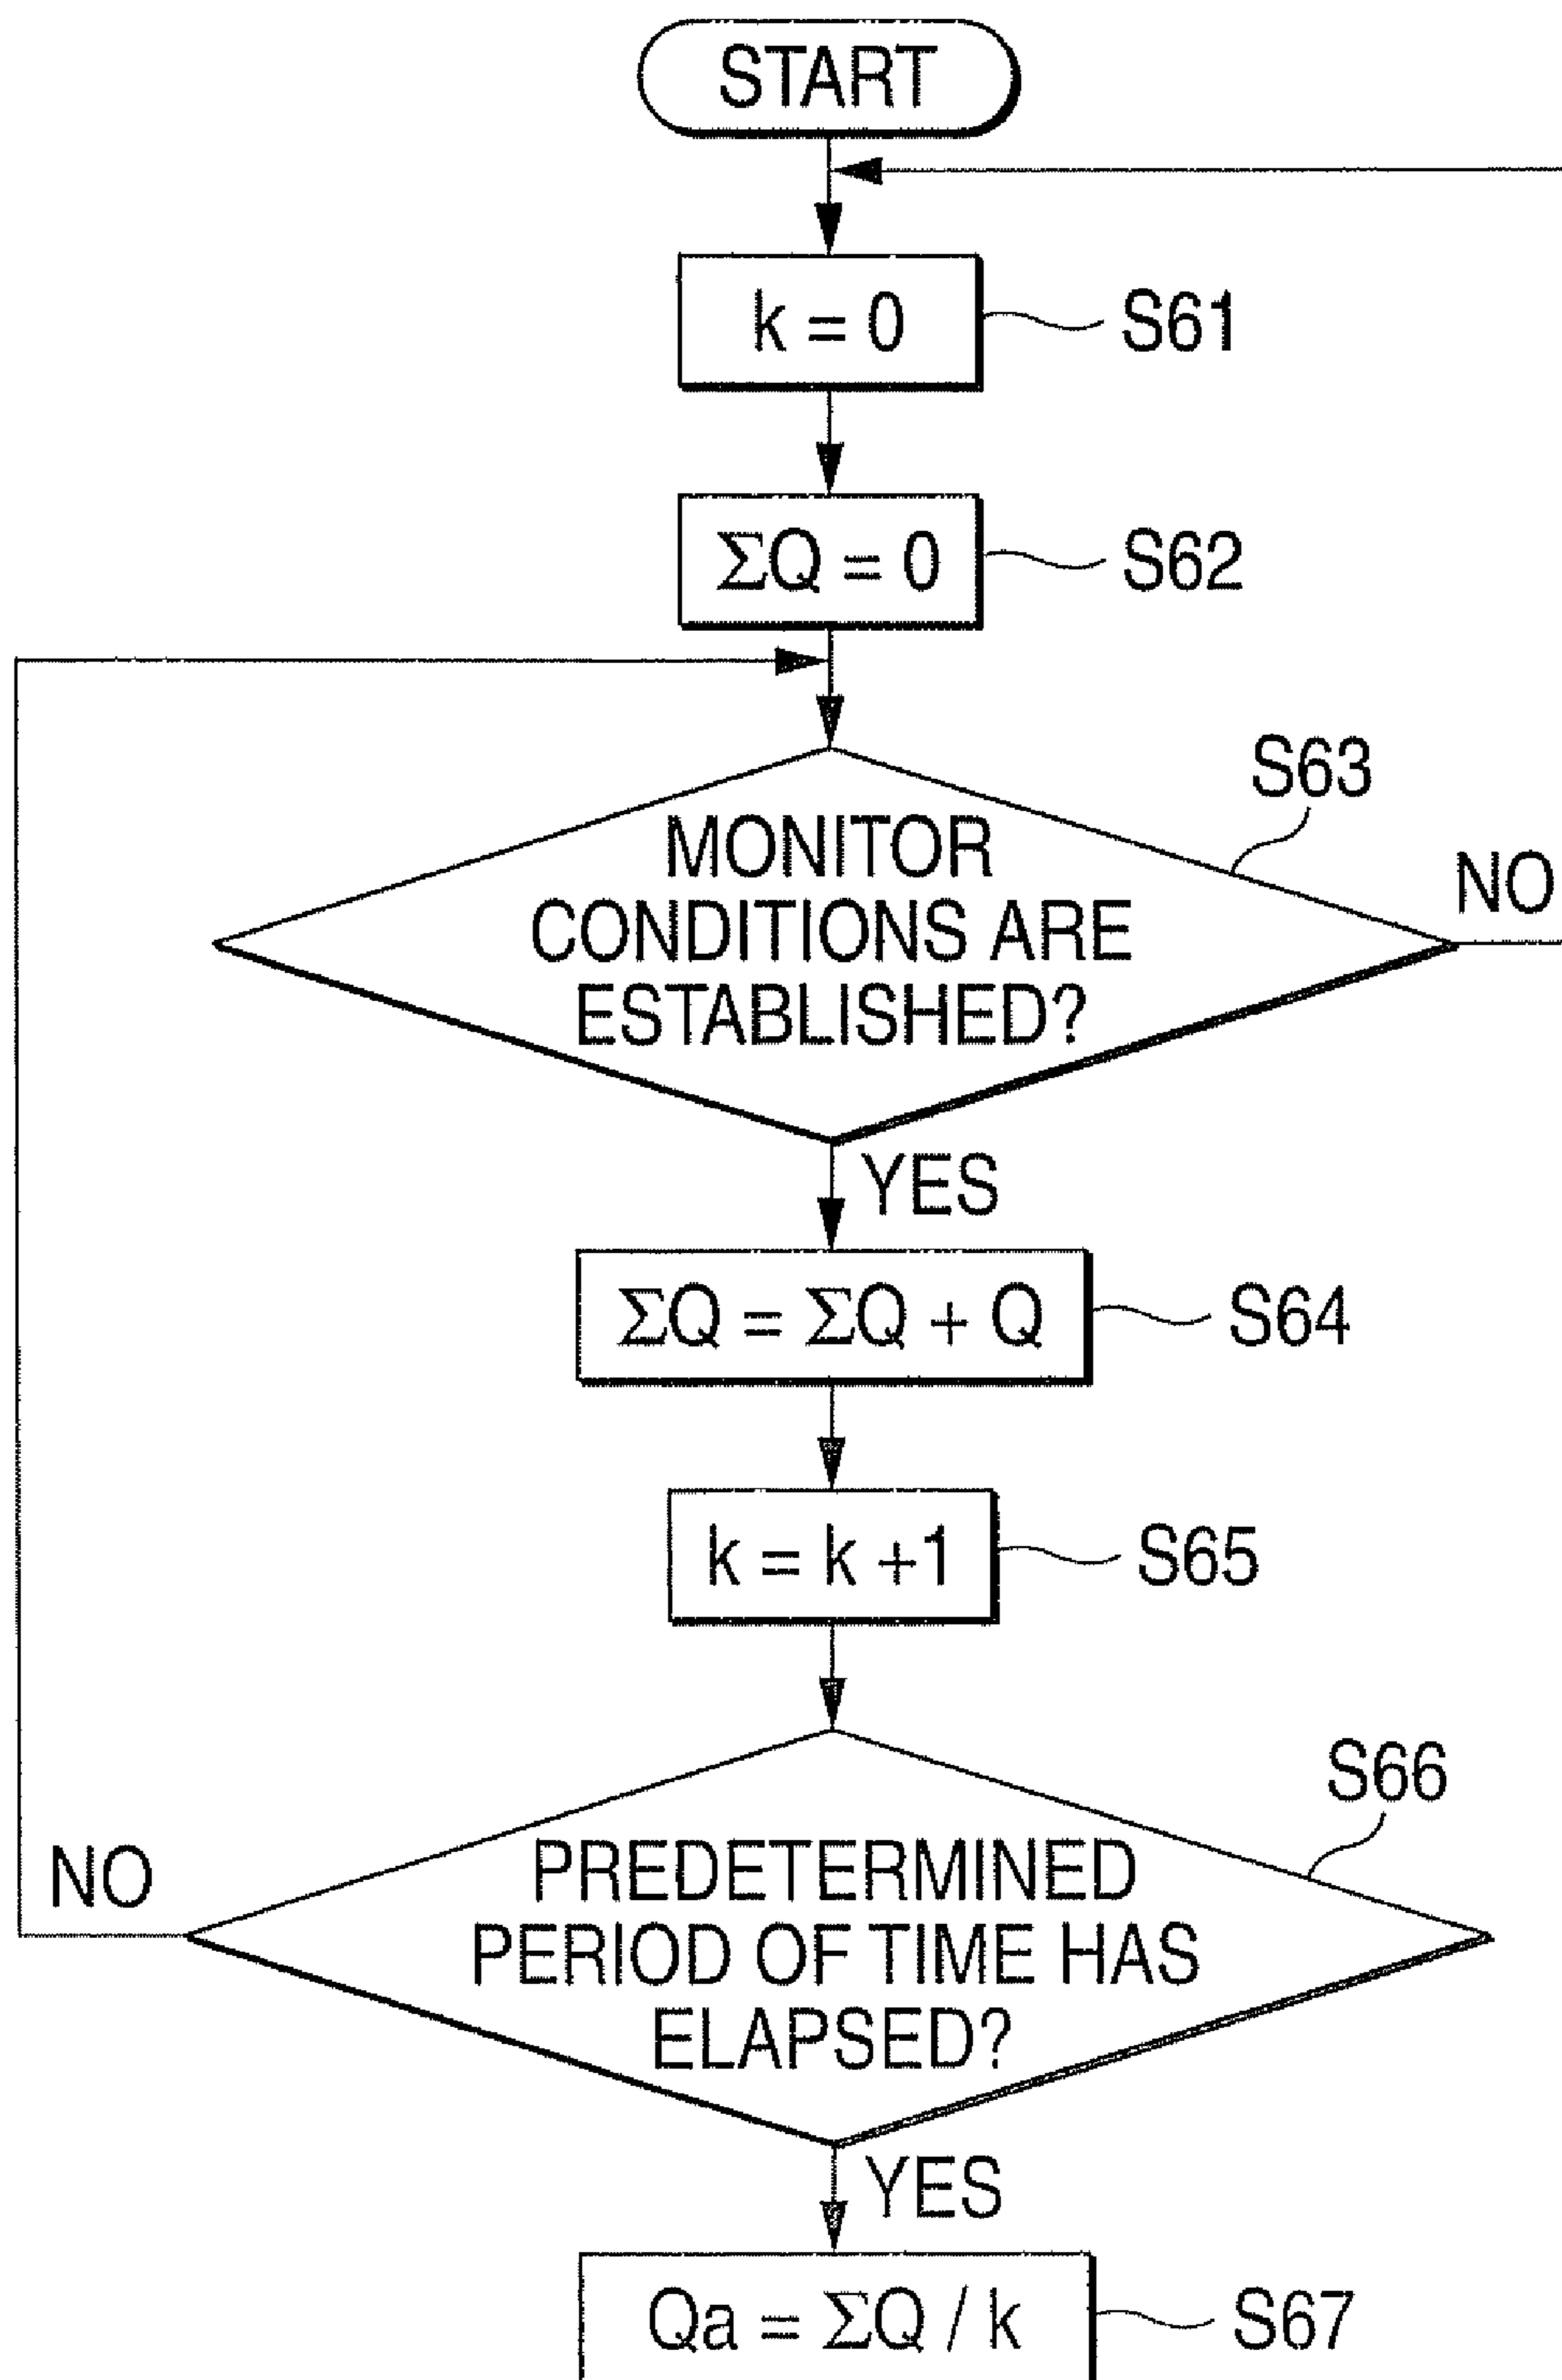 START
k = 0
S61
ΣQ = 0
S62
S63
MONITOR
CONDITIONS ARE
ESTABLISHED?
NO
YES
ΣQ = ΣQ + Q
S64
k = k +1
S65
S66
PREDETERMINED
PERIOD OF TIME HAS
ELAPSED?
NO
YES
Qa = ΣQ / k
S67